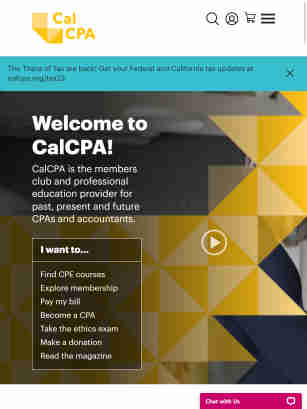 Cal
CPA
The Titans of Tax are back! Get your Federal and California tax updates at
calcpa.org/tax23
Welcome to
CalCPA!
CalCPA is the members
club and professional
education provider for
past, present and future
CPAs and accountants.
I want to...
Find CPE courses
Explore membership
Pay my bill
Become a CPA
Take the ethics exam
Make a donation
Read the magazine
Chat with Us